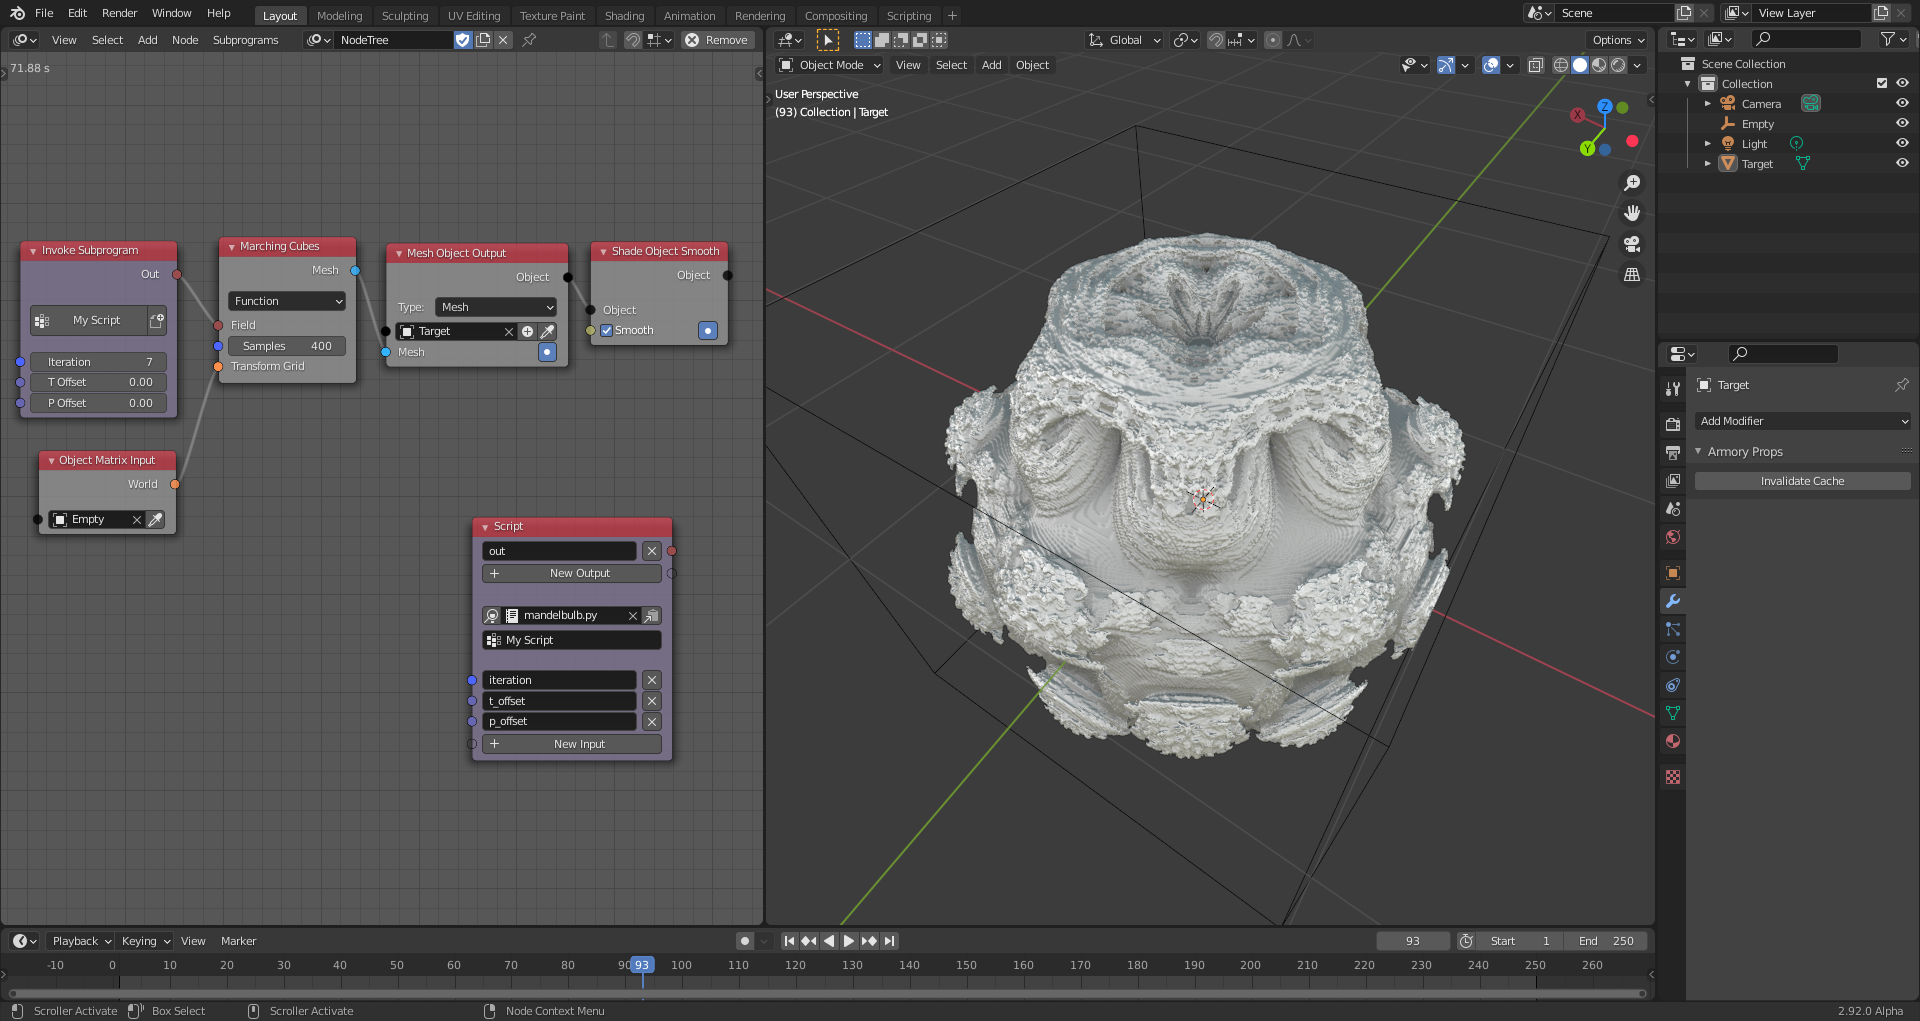 File Edit Render Window Help
Layout Modeling Sculpting UV Editing Texture Paint Shading Animation Rendering Compositing Scripting +
Scene
View Layer
View Select Add Node Subprograms
NodeTree
Remove
71.88 s
Invoke Subprogram
Out
My Script
Iteration 7
T Offset 0.00
P Offset 0.00
Marching Cubes
Mesh
Function
Field
Samples 400
Transform Grid
Mesh Object Output
Object
Type: Mesh
Target
Mesh
Shade Object Smooth
Object
Object
Smooth
Object Matrix Input
World
Empty
Script
out
New Output
mandelbulb.py
My Script
iteration
t_offset
p_offset
New Input
Global
Options
Object Mode View Select Add Object
User Perspective
(93) Collection | Target
Z
X
Y
Scene Collection
Collection
Camera
Empty
Light
Target
Target
Add Modifier
Armory Props
Invalidate Cache
Playback Keying View Marker
93
Start 1
End 250
-10 0 10 20 30 40 50 60 70 80 90 93 100 110 120 130 140 150 160 170 180 190 200 210 220 230 240 250 260
Scroller Activate Box Select Scroller Activate Node Context Menu
2.92.0 Alpha